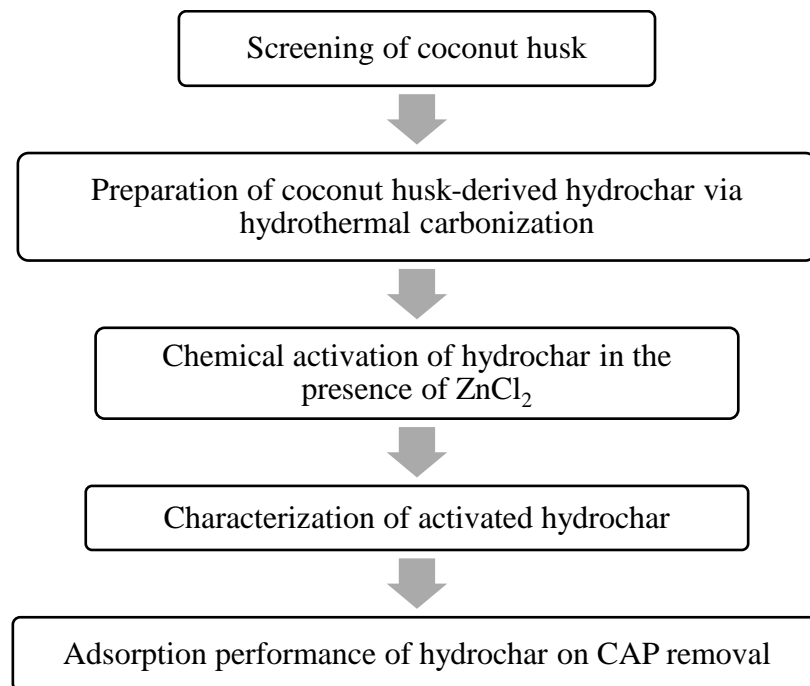 Screening of coconut husk
Preparation of coconut husk-derived hydrochar via
hydrothermal carbonization
Chemical activation of hydrochar in the
presence of ZnCl₂
Characterization of activated hydrochar
Adsorption performance of hydrochar on CAP removal